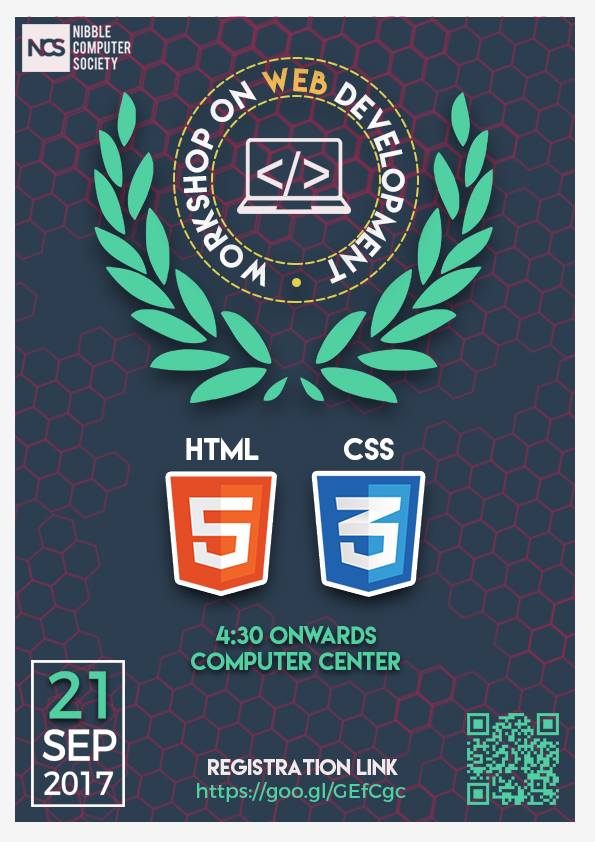 NCS
NIBBLE
COMPUTER
SOCIETY
WORKSHOP ON WEB DEVELOPMENT
</>
HTML
CSS
5
3
4:30 ONWARDS
COMPUTER CENTER
21
SEP
2017
REGISTRATION LINK
https://goo.gl/GEfCgc